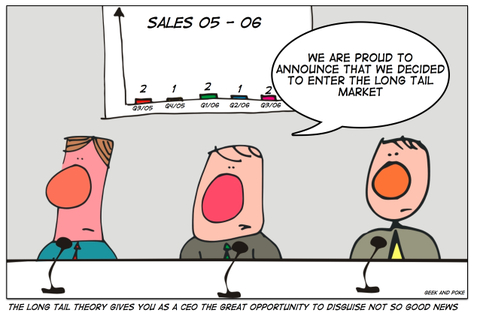 SALES 05 - 06
2 1 2 1 2
Q3/05 Q4/05 Q1/06 Q2/06 Q3/06
WE ARE PROUD TO
ANNOUNCE THAT WE DECIDED
TO ENTER THE LONG TAIL
MARKET
GEEK AND POKE
THE LONG TAIL THEORY GIVES YOU AS A CEO THE GREAT OPPORTUNITY TO DISGUISE NOT SO GOOD NEWS